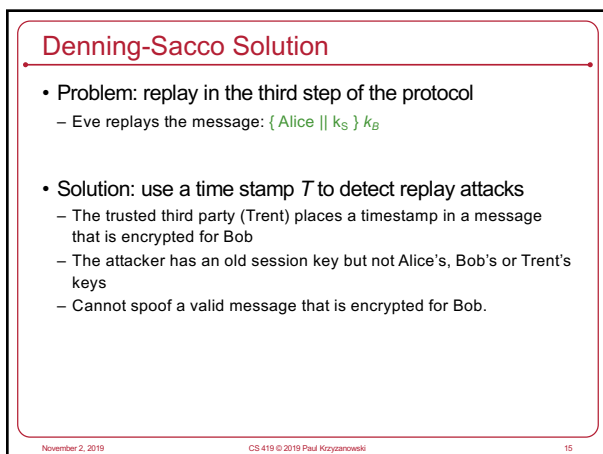 Denning-Sacco Solution
• Problem: replay in the third step of the protocol
– Eve replays the message: { Alice || kS } kB
• Solution: use a time stamp T to detect replay attacks
– The trusted third party (Trent) places a timestamp in a message
that is encrypted for Bob
– The attacker has an old session key but not Alice's, Bob's or Trent's
keys
– Cannot spoof a valid message that is encrypted for Bob.
November 2, 2019 CS 419 © 2019 Paul Krzyzanowski 15